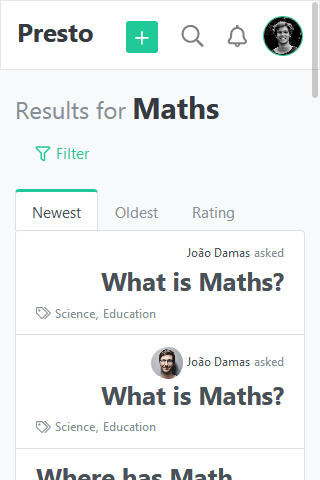 Presto
Results for Maths
Filter
Newest Oldest Rating
João Damas asked
What is Maths?
Science, Education
João Damas asked
What is Maths?
Science, Education
Where has Math